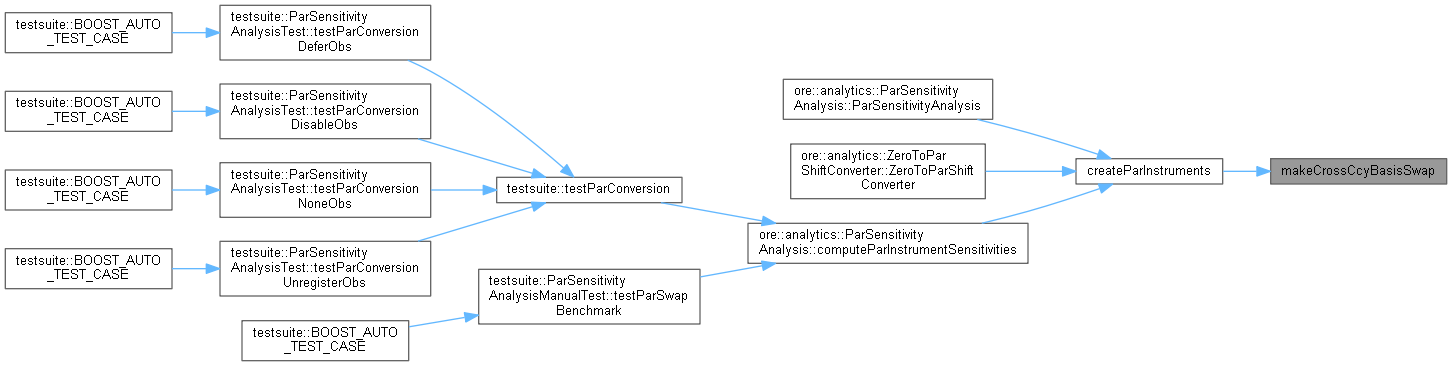 testsuite::BOOST_AUTO
_TEST_CASE
testsuite::ParSensitivity
AnalysisTest::testParConversion
DeferObs
testsuite::BOOST_AUTO
_TEST_CASE
testsuite::ParSensitivity
AnalysisTest::testParConversion
DisableObs
testsuite::BOOST_AUTO
_TEST_CASE
testsuite::ParSensitivity
AnalysisTest::testParConversion
NoneObs
testsuite::BOOST_AUTO
_TEST_CASE
testsuite::ParSensitivity
AnalysisTest::testParConversion
UnregisterObs
testsuite::BOOST_AUTO
_TEST_CASE
testsuite::testParConversion
testsuite::ParSensitivity
AnalysisManualTest::testParSwap
Benchmark
ore::analytics::ParSensitivity
Analysis::ParSensitivityAnalysis
ore::analytics::ZeroToPar
ShiftConverter::ZeroToParShift
Converter
ore::analytics::ParSensitivity
Analysis::computeParInstrumentSensitivities
createParInstruments
makeCrossCcyBasisSwap